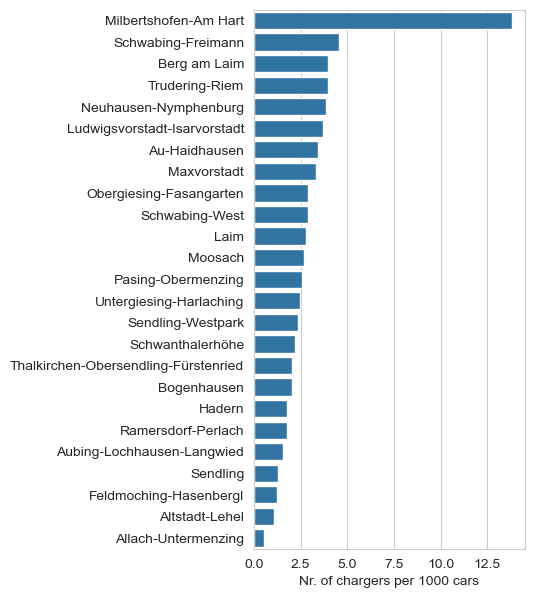 Milbertshofen-Am Hart
Schwabing-Freimann
Berg am Laim
Trudering-Riem
Neuhausen-Nymphenburg
Ludwigsvorstadt-Isarvorstadt
Au-Haidhausen
Maxvorstadt
Obergiesing-Fasangarten
Schwabing-West
Laim
Moosach
Pasing-Obermenzing
Untergiesing-Harlaching
Sendling-Westpark
Schwanthalerhöhe
Thalkirchen-Obersendling-Fürstenried
Bogenhausen
Hadern
Ramersdorf-Perlach
Aubing-Lochhausen-Langwied
Sendling
Feldmoching-Hasenbergl
Altstadt-Lehel
Allach-Untermenzing
0.0 2.5 5.0 7.5 10.0 12.5
Nr. of chargers per 1000 cars